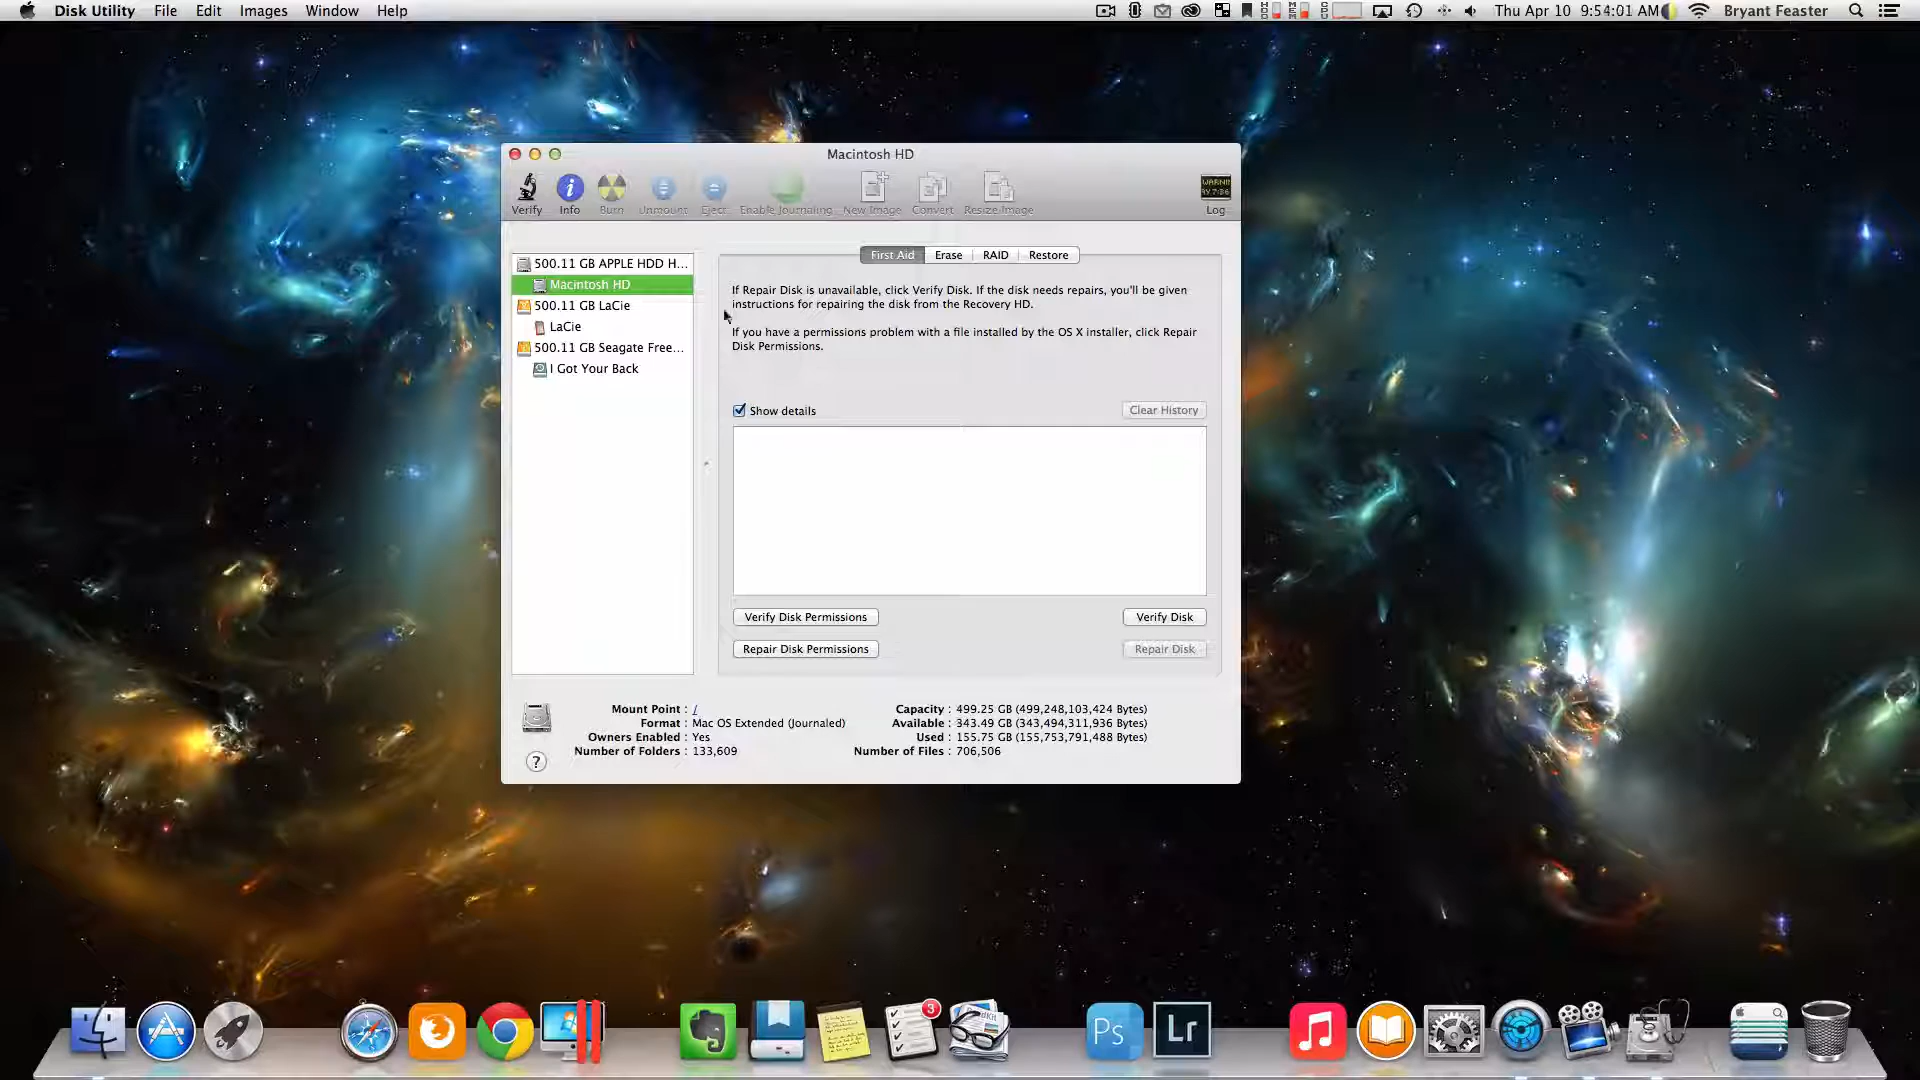 Disk Utility File Edit Images Window Help Thu Apr 10 9:54:01 AM Bryant Feaster
Macintosh HD
Verify Info Burn Unmount Eject Enable Journaling New Image Convert Resize Image Log
First Aid Erase RAID Restore
500.11 GB APPLE HDD H...
Macintosh HD
500.11 GB LaCie
LaCie
500.11 GB Seagate Free...
I Got Your Back
If Repair Disk is unavailable, click Verify Disk. If the disk needs repairs, you'll be given
instructions for repairing the disk from the Recovery HD.
If you have a permissions problem with a file installed by the OS X installer, click Repair
Disk Permissions.
Show details Clear History
Verify Disk Permissions Verify Disk
Repair Disk Permissions Repair Disk
Mount Point : / Capacity : 499.25 GB (499,248,103,424 Bytes)
Format : Mac OS Extended (Journaled) Available : 343.49 GB (343,494,311,936 Bytes)
Owners Enabled : Yes Used : 155.75 GB (155,753,791,488 Bytes)
Number of Folders : 133,609 Number of Files : 706,506
?
3
Ps Lr